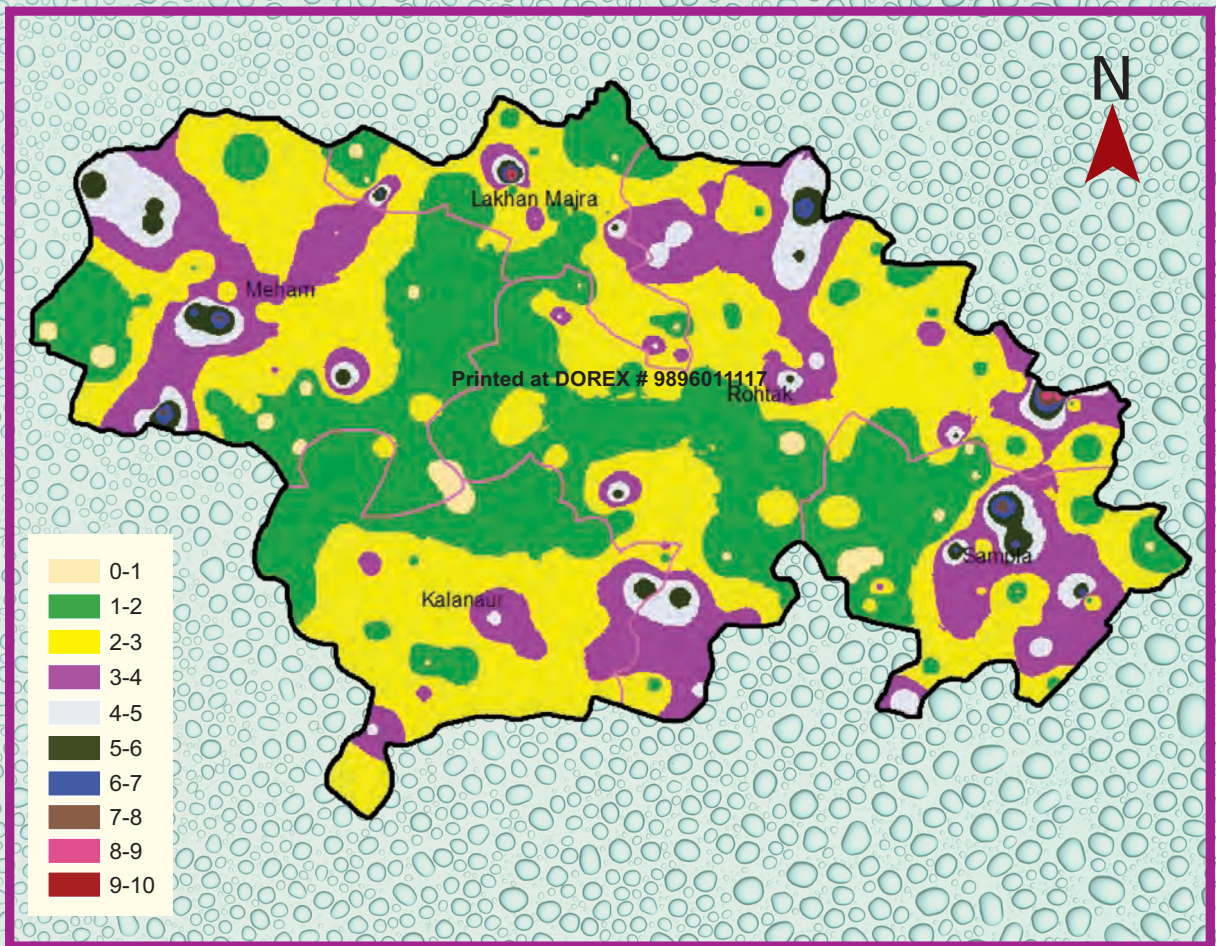 N
Lakhan Majra
Meham
Printed at DOREX # 9896011117
Rohtak
Sampla
Kalanaur
0-1
1-2
2-3
3-4
4-5
5-6
6-7
7-8
8-9
9-10